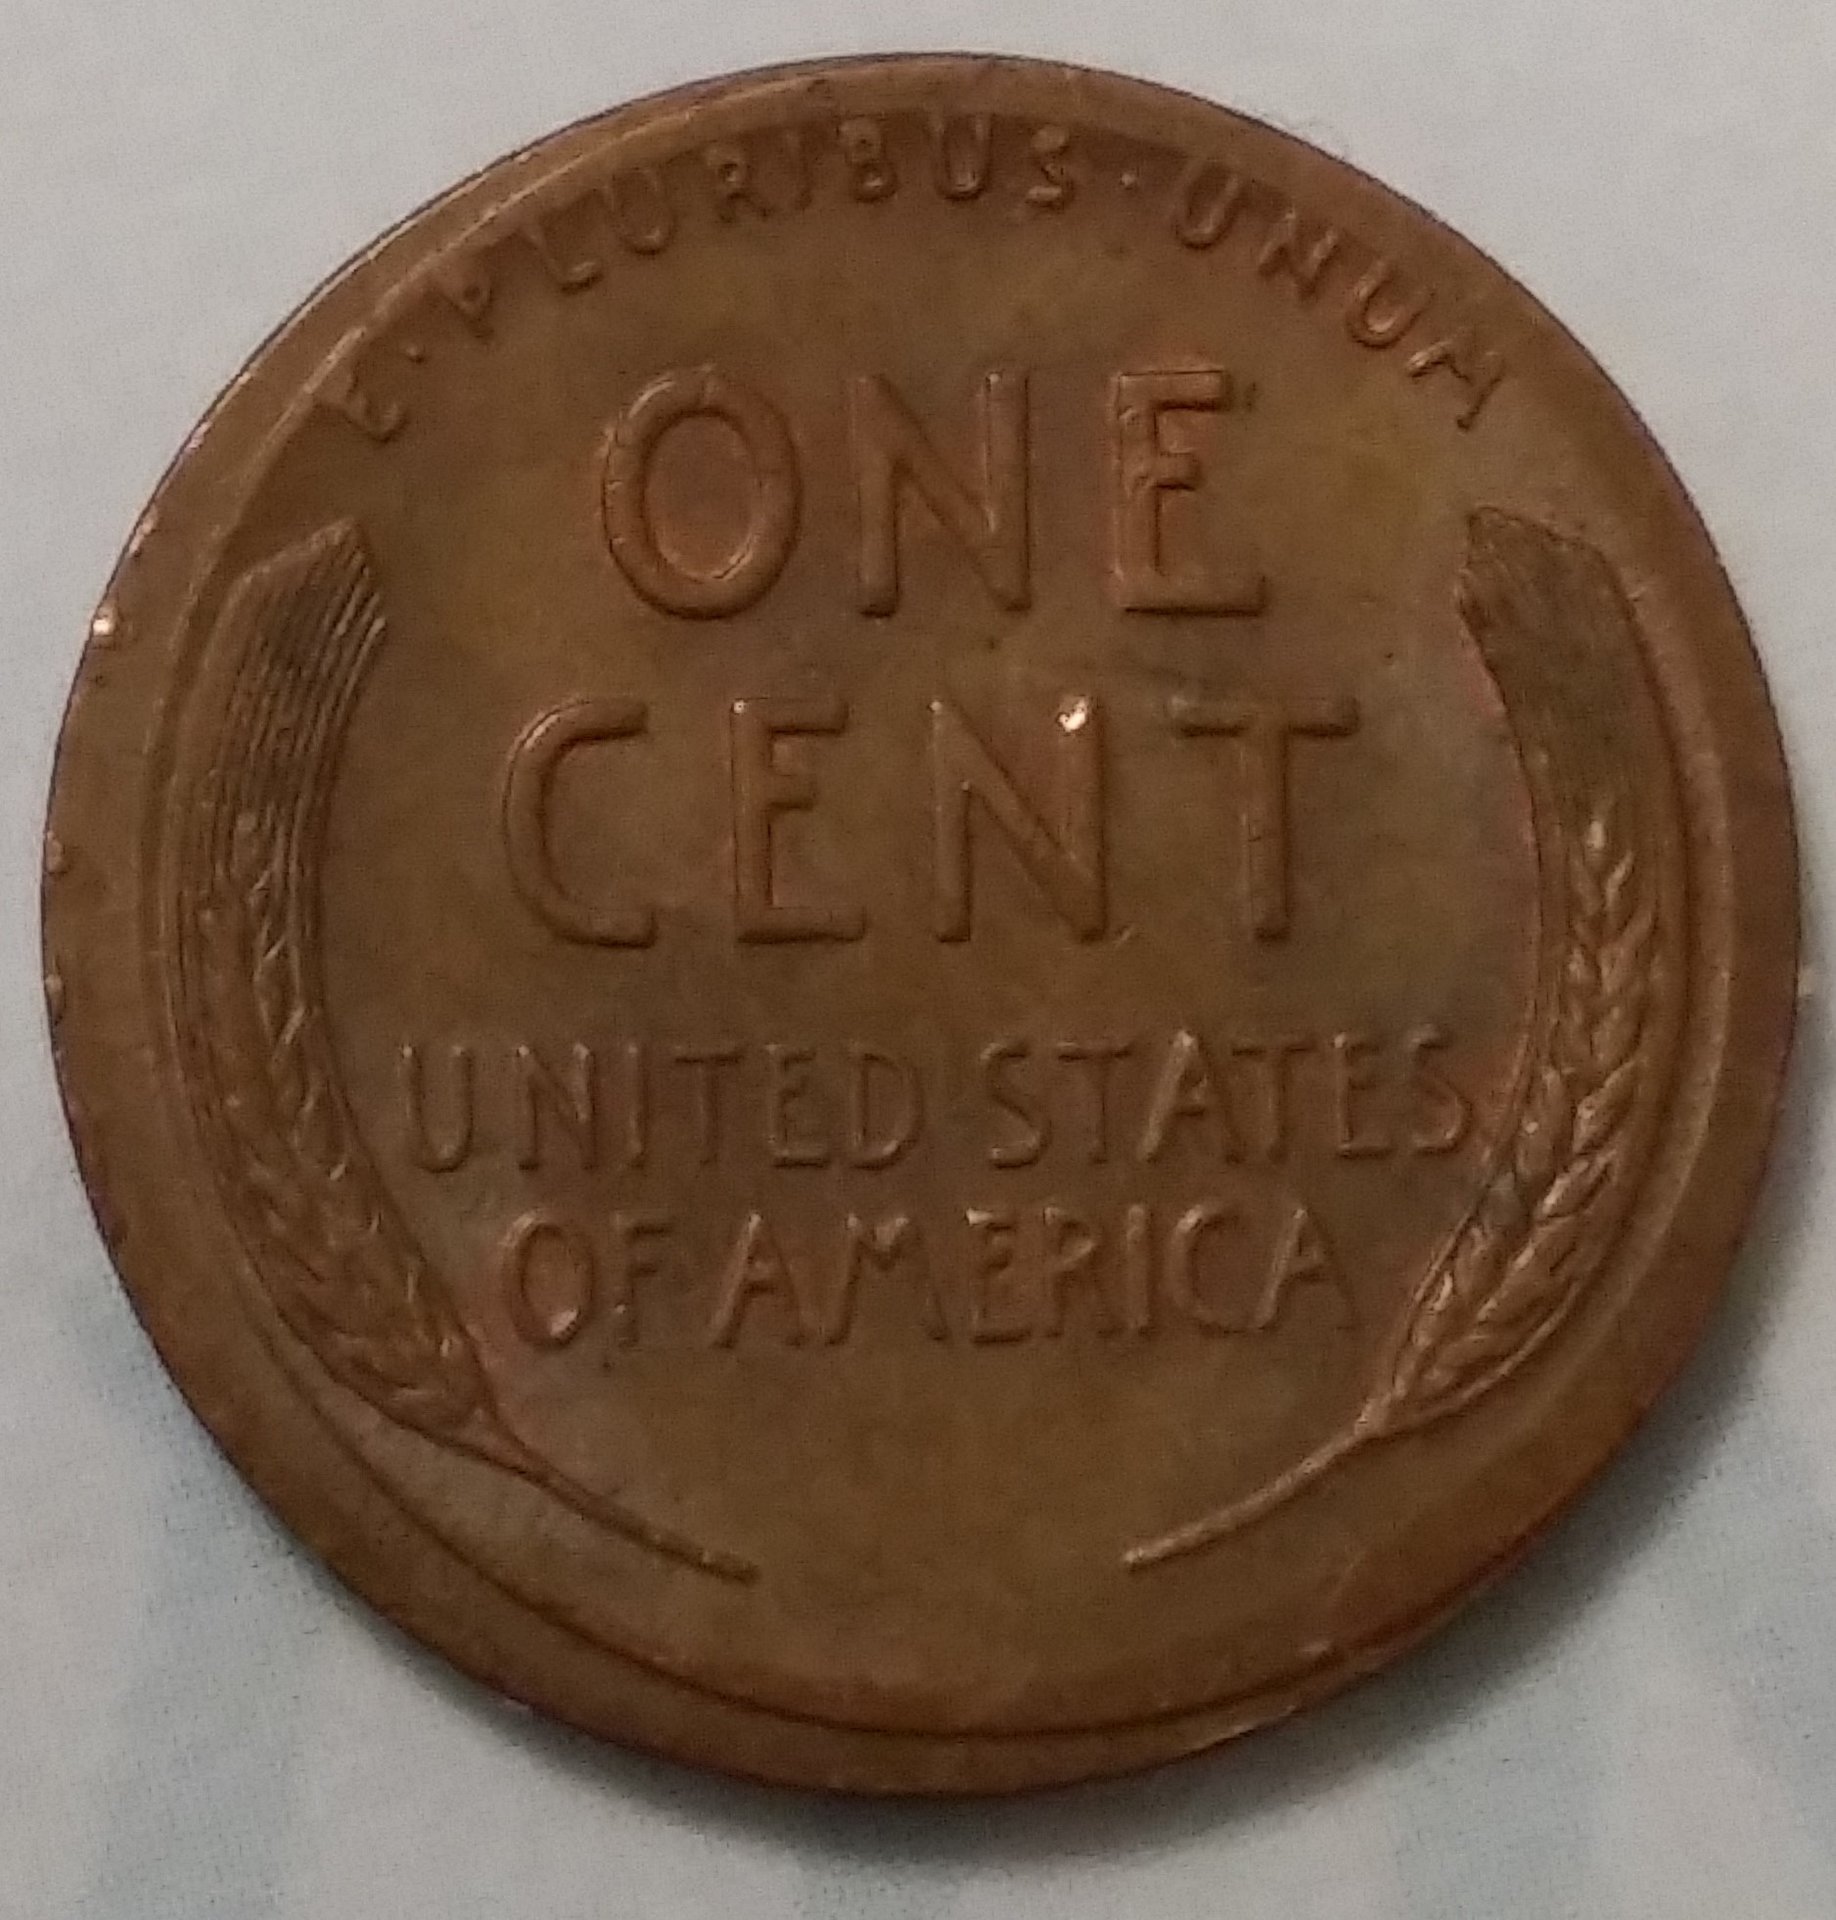 E·PLURIBUS·UNUM
ONE
CENT
UNITED STATES
OF AMERICA